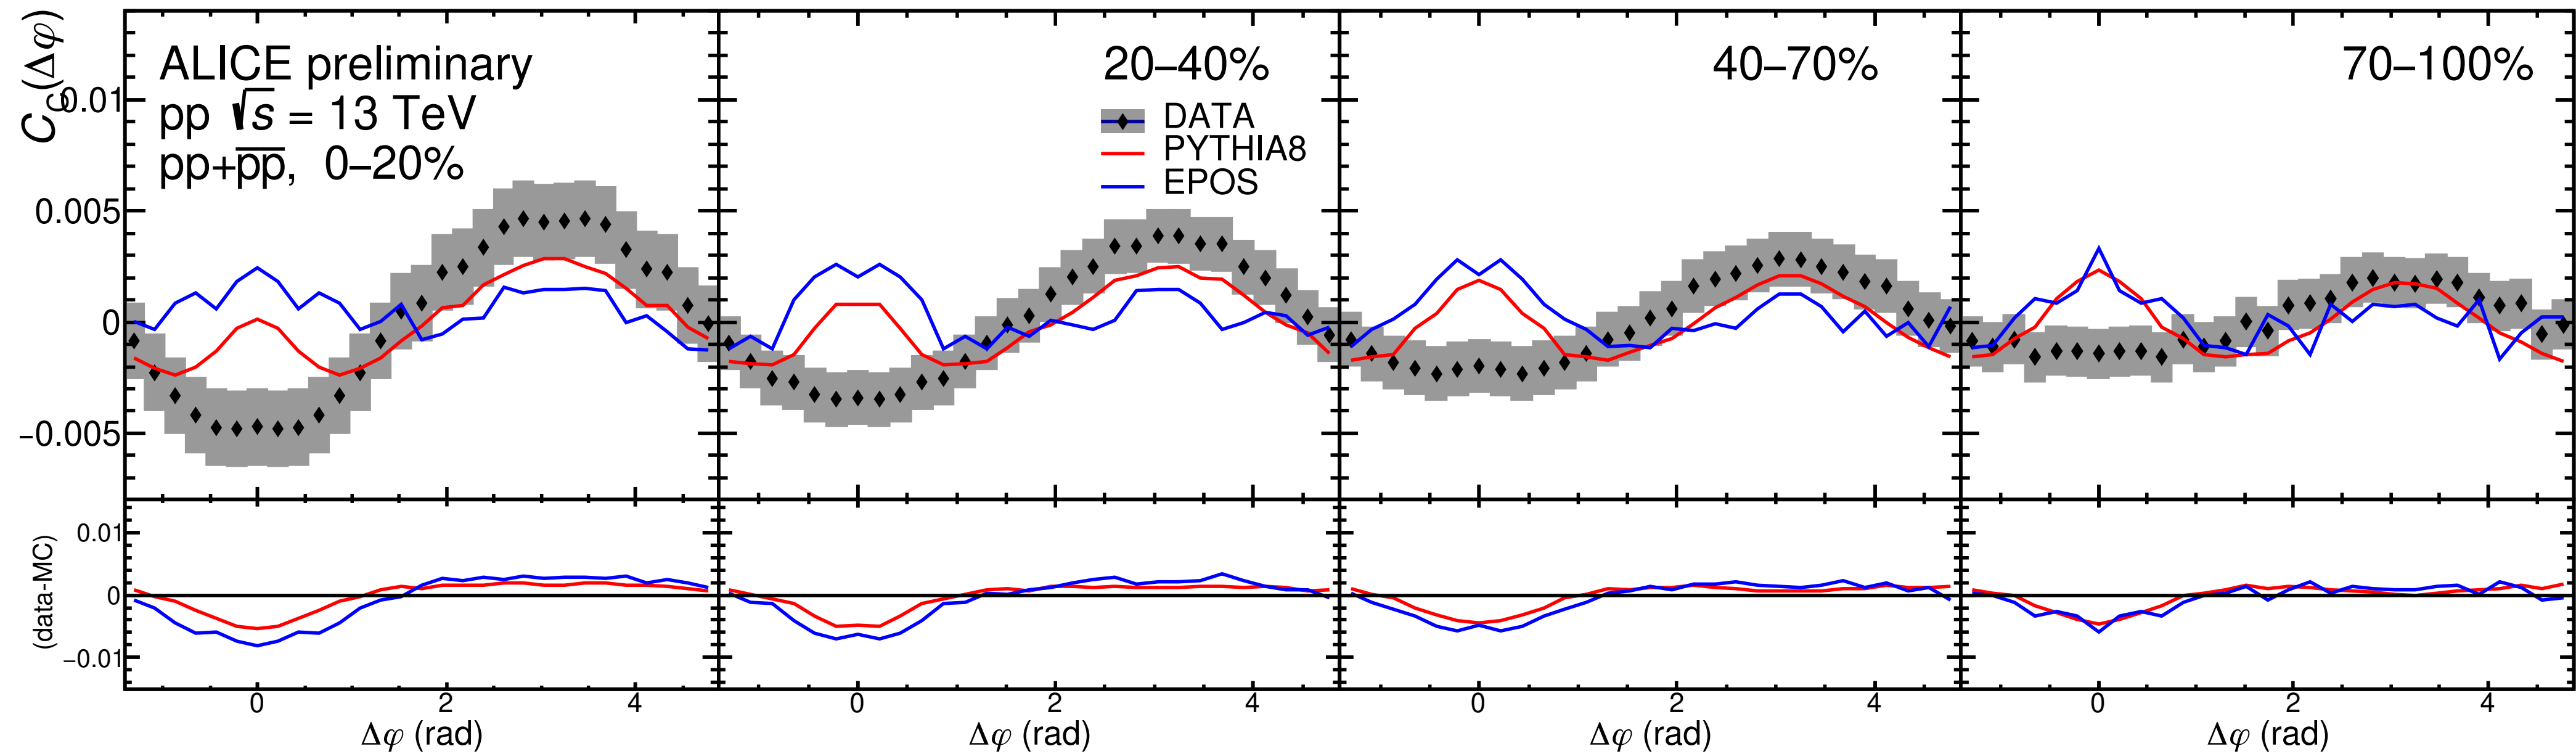 C_C(Δφ)
ALICE preliminary
pp √s = 13 TeV
pp+p̅p̅, 0–20%
20–40%
DATA
PYTHIA8
EPOS
40–70%
70–100%
0.01
0.005
0
−0.005
(data-MC)
0.01
0
−0.01
0 2 4
0 2 4
0 2 4
0 2 4
Δφ (rad)
Δφ (rad)
Δφ (rad)
Δφ (rad)